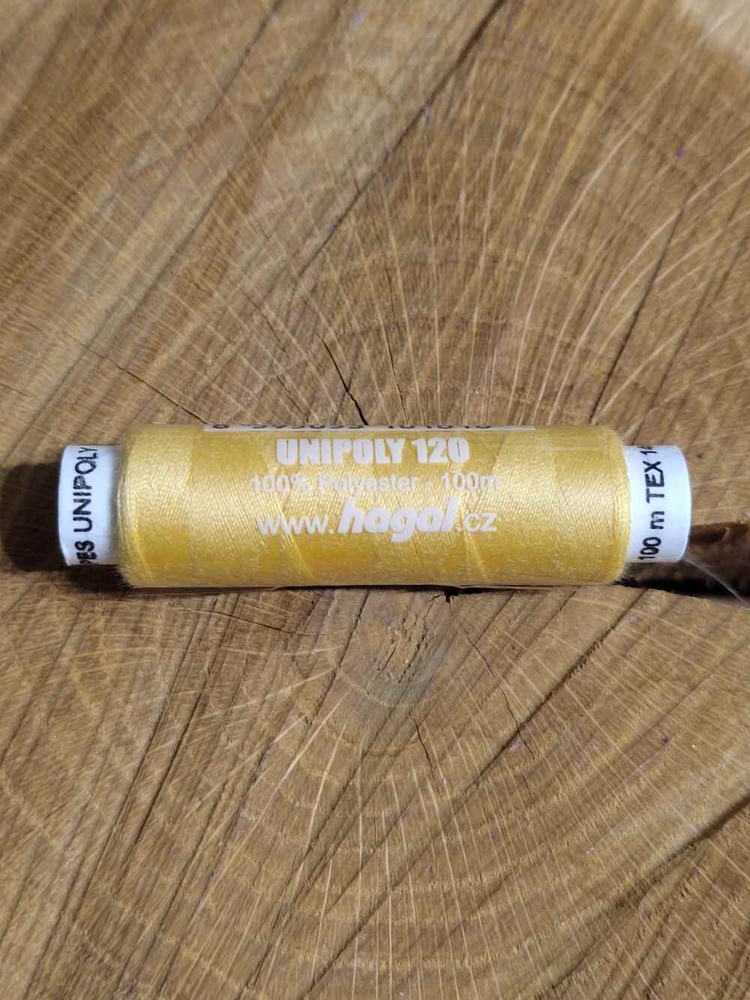 UNIPOLY 120
100% Polyester - 100m
www.hagal.cz
PES UNIPOLY
100 m TEX